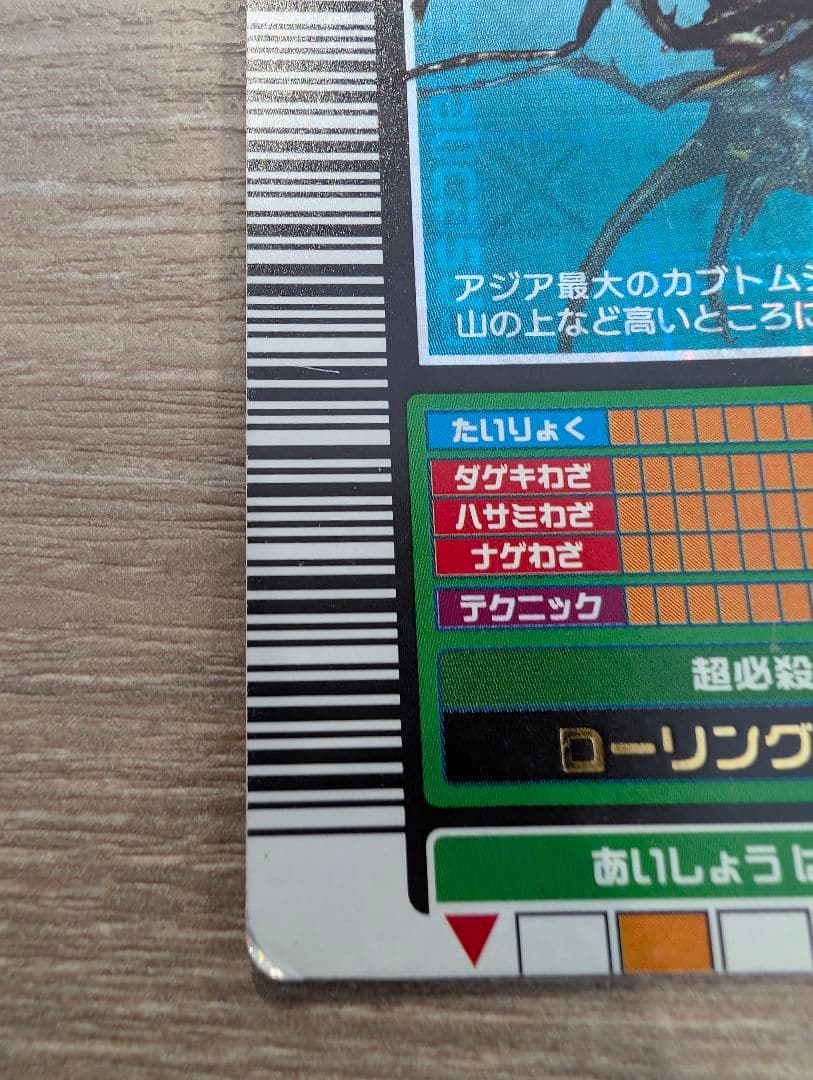 アジア最大のカブトムシ
山の上など高いところに
たいりょく
ダゲキわざ
ハサミわざ
ナゲわざ
テクニック
超必殺
ローリング
あいしょう